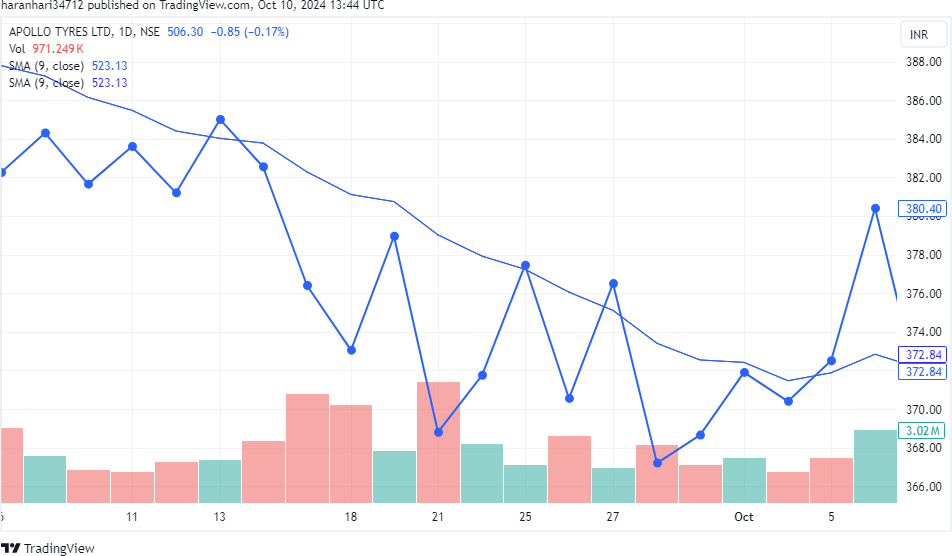 haranhari34712 published on TradingView.com, Oct 10, 2024 13:44 UTC
APOLLO TYRES LTD, 1D, NSE 506.30 −0.85 (−0.17%)
INR
Vol 971.249 K
SMA (9, close) 523.13
SMA (9, close) 523.13
388.00
386.00
384.00
382.00
380.40
380.00
378.00
376.00
374.00
372.84
372.84
370.00
3.02 M
368.00
366.00
6 11 13 18 21 25 27 Oct 5
TradingView